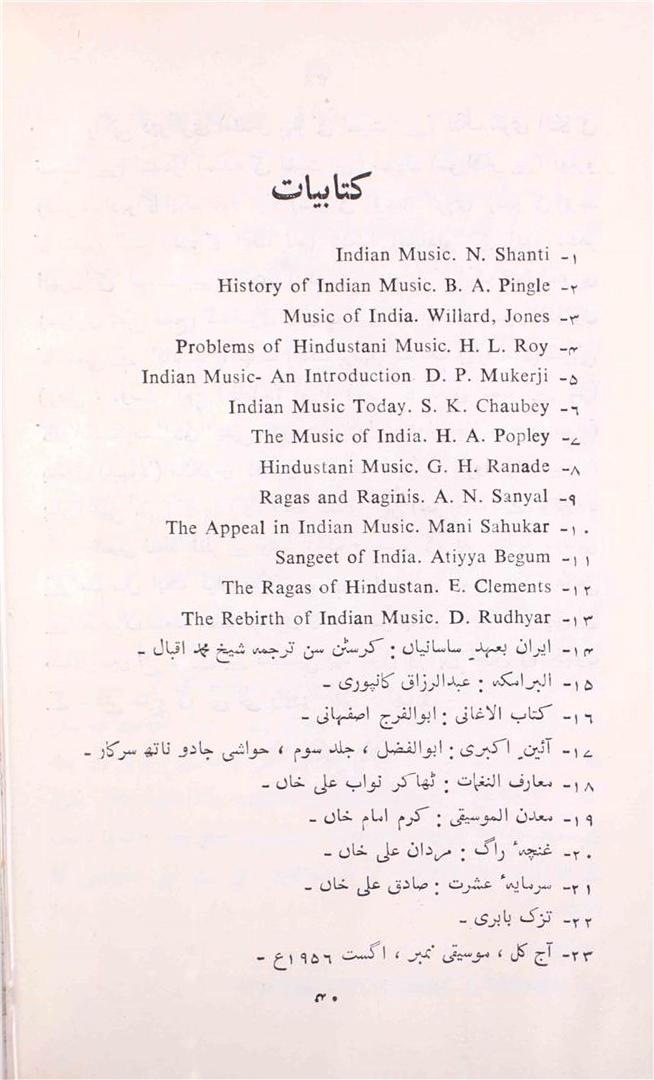 کتابیات
۱- Indian Music. N. Shanti
۲- History of Indian Music. B. A. Pingle
۳- Music of India. Willard, Jones
۴- Problems of Hindustani Music. H. L. Roy
۵- Indian Music- An Introduction D. P. Mukerji
۶- Indian Music Today. S. K. Chaubey
۷- The Music of India. H. A. Popley
۸- Hindustani Music. G. H. Ranade
۹- Ragas and Raginis. A. N. Sanyal
۱۰- The Appeal in Indian Music. Mani Sahukar
۱۱- Sangeet of India. Atiyya Begum
۱۲- The Ragas of Hindustan. E. Clements
۱۳- The Rebirth of Indian Music. D. Rudhyar
۱۴- ایران بعہدِ ساسانیاں : کرسٹن سن ترجمہ شیخ محمد اقبال -
۱۵- البرامکہ : عبدالرزاق کانپوری -
۱۶- کتاب الاغانی : ابوالفرج اصفہانی -
۱۷- آئینِ اکبری : ابوالفضل ، جلد سوم ، حواشی جادو ناتھ سرکار -
۱۸- معارف النغمات : ٹھاکر نواب علی خاں -
۱۹- معدن الموسیقی : کرم امام خاں -
۲۰- غنچہٴ راگ : مردان علی خاں -
۲۱- سرمایہٴ عشرت : صادق علی خاں -
۲۲- تزک بابری -
۲۳- آج کل ، موسیقی نمبر ، اگست ۱۹۵۶ع -
۴۰